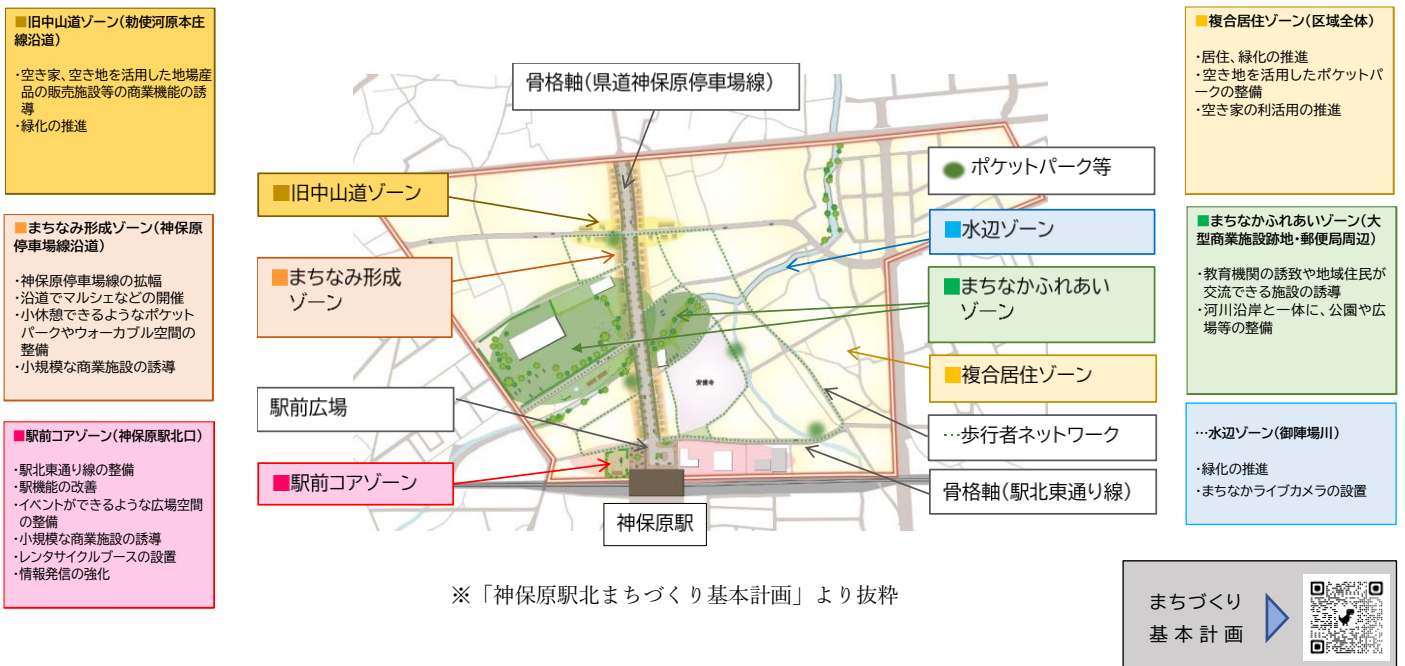 ■旧中山道ゾーン(勅使河原本庄
線沿道)
・空き家、空き地を活用した地場産
品の販売施設等の商業機能の誘
導
・緑化の推進
■まちなみ形成ゾーン(神保原
停車場線沿道)
・神保原停車場線の拡幅
・沿道でマルシェなどの開催
・小休憩できるようなポケット
パークやウォーカブル空間の
整備
・小規模な商業施設の誘導
■駅前コアゾーン(神保原駅北口)
・駅北東通り線の整備
・駅機能の改善
・イベントができるような広場空間
の整備
・小規模な商業施設の誘導
・レンタサイクルブースの設置
・情報発信の強化
骨格軸(県道神保原停車場線)
■旧中山道ゾーン
■まちなみ形成
ゾーン
駅前広場
■駅前コアゾーン
神保原駅
安盛寺
ポケットパーク等
■水辺ゾーン
■まちなかふれあい
ゾーン
■複合居住ゾーン
…歩行者ネットワーク
骨格軸(駅北東通り線)
■複合居住ゾーン(区域全体)
・居住、緑化の推進
・空き地を活用したポケットパ
ークの整備
・空き家の利活用の推進
■まちなかふれあいゾーン(大
型商業施設跡地・郵便局周辺)
・教育機関の誘致や地域住民が
交流できる施設の誘導
・河川沿岸と一体に、公園や広
場等の整備
…水辺ゾーン(御陣場川)
・緑化の推進
・まちなかライブカメラの設置
※「神保原駅北まちづくり基本計画」より抜粋
まちづくり
基本計画